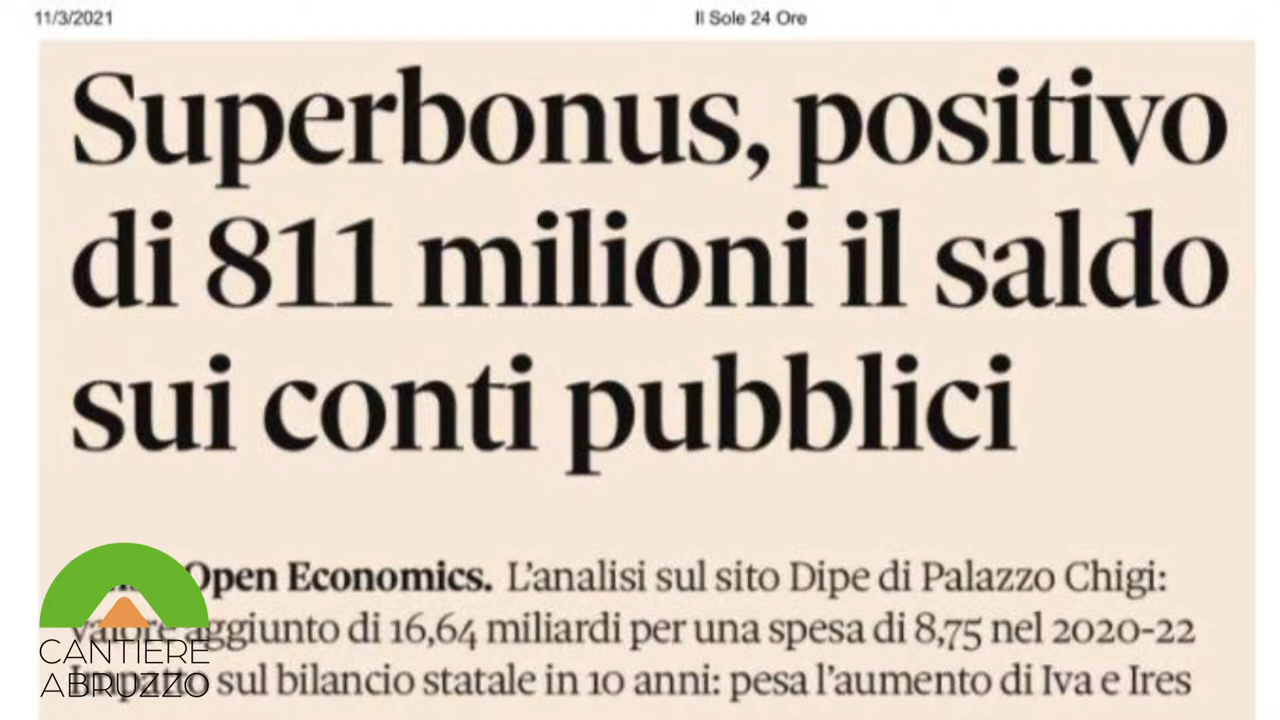 11/3/2021
Il Sole 24 Ore
Superbonus, positivo
di 811 milioni il saldo
sui conti pubblici
Open Economics. L'analisi sul sito Dipe di Palazzo Chigi:
valore aggiunto di 16,64 miliardi per una spesa di 8,75 nel 2020-22
Impatto sul bilancio statale in 10 anni: pesa l'aumento di Iva e Ires
CANTIERE
ABRUZZO